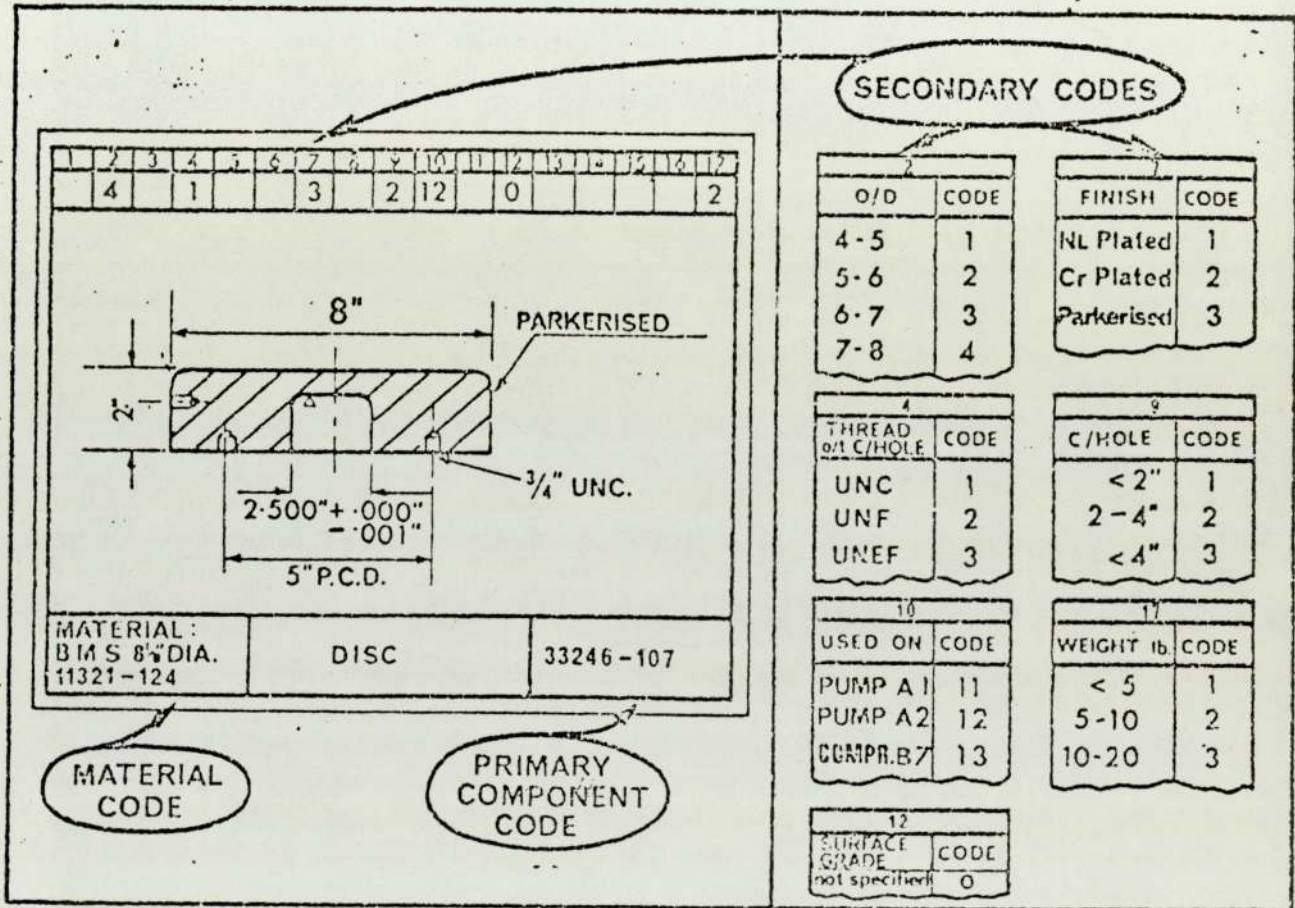 SECONDARY CODES
1 2 3 4 5 6 7 8 9 10 11 12 13 14 15 16 17
4 1 3 2 12 0 2
8"
PARKERISED
2"
3/4" UNC.
2·500" + ·000"
- ·001"
5" P.C.D.
MATERIAL:
B M S DIA.
11321-124
DISC
33246-107
MATERIAL
CODE
PRIMARY
COMPONENT
CODE
2
O/D CODE
4-5 1
5-6 2
6-7 3
7-8 4
7
FINISH CODE
Plated 1
Cr Plated 2
Parkerised 3
4
THREAD
C/HOLE CODE
UNC 1
UNF 2
UNEF 3
9
C/HOLE CODE
< 2" 1
2-4" 2
< 4" 3
10
USED ON CODE
PUMP A1 11
PUMP A2 12
COMPR.B7 13
17
WEIGHT lb. CODE
< 5 1
5-10 2
10-20 3
12
SURFACE
GRADE CODE
not specified 0